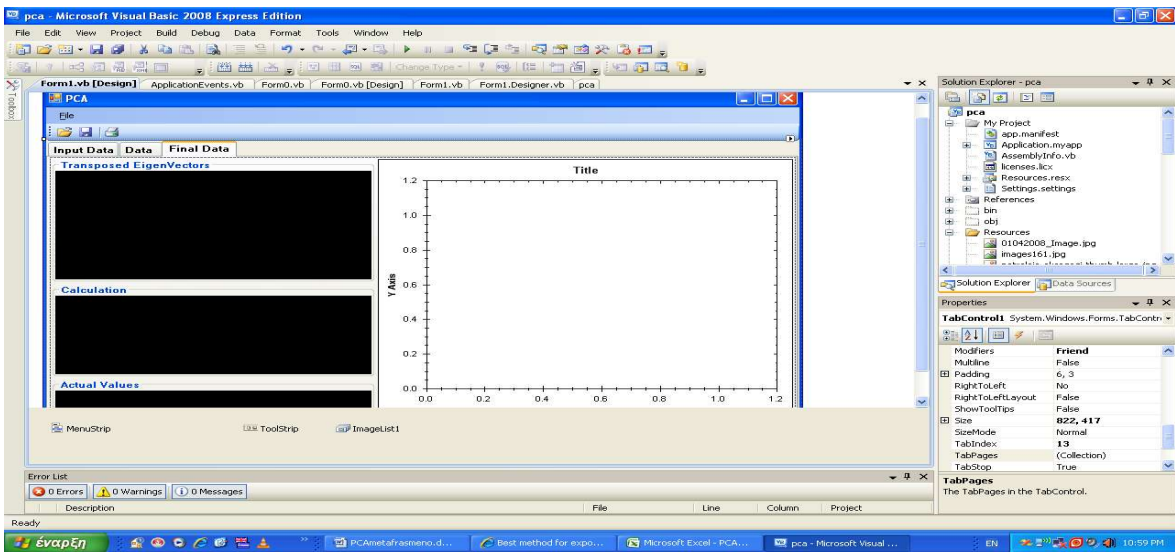 pca - Microsoft Visual Basic 2008 Express Edition
File Edit View Project Build Debug Data Format Tools Window Help
Change Type
Toolbox
Form1.vb [Design] ApplicationEvents.vb Form0.vb Form0.vb [Design] Form1.vb Form1.Designer.vb pca
PCA
File
Input Data Data Final Data
Transposed EigenVectors
Calculation
Actual Values
Title
Y Axis
1.2
1.0
0.8
0.6
0.4
0.2
0.0
0.0 0.2 0.4 0.6 0.8 1.0 1.2
MenuStrip ToolStrip ImageList1
Error List
0 Errors 0 Warnings 0 Messages
Description File Line Column Project
Ready
Solution Explorer - pca
pca
My Project
app.manifest
Application.myapp
AssemblyInfo.vb
licenses.licx
Resources.resx
Settings.settings
References
bin
obj
Resources
01042008_Image.jpg
images161.jpg
Solution Explorer Data Sources
Properties
TabControl1 System.Windows.Forms.TabContr
Modifiers Friend
Multiline False
Padding 6, 3
RightToLeft No
RightToLeftLayout False
ShowToolTips False
Size 822, 417
SizeMode Normal
TabIndex 13
TabPages (Collection)
TabStop True
TabPages
The TabPages in the TabControl.
έναρξη PCAmetafrasmeno.d... Best method for expo... Microsoft Excel - PCA... pca - Microsoft Visual ... EN 10:59 PM